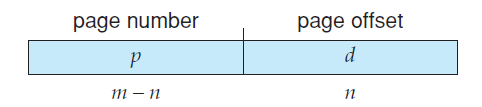 page number page offset
p d
m – n n